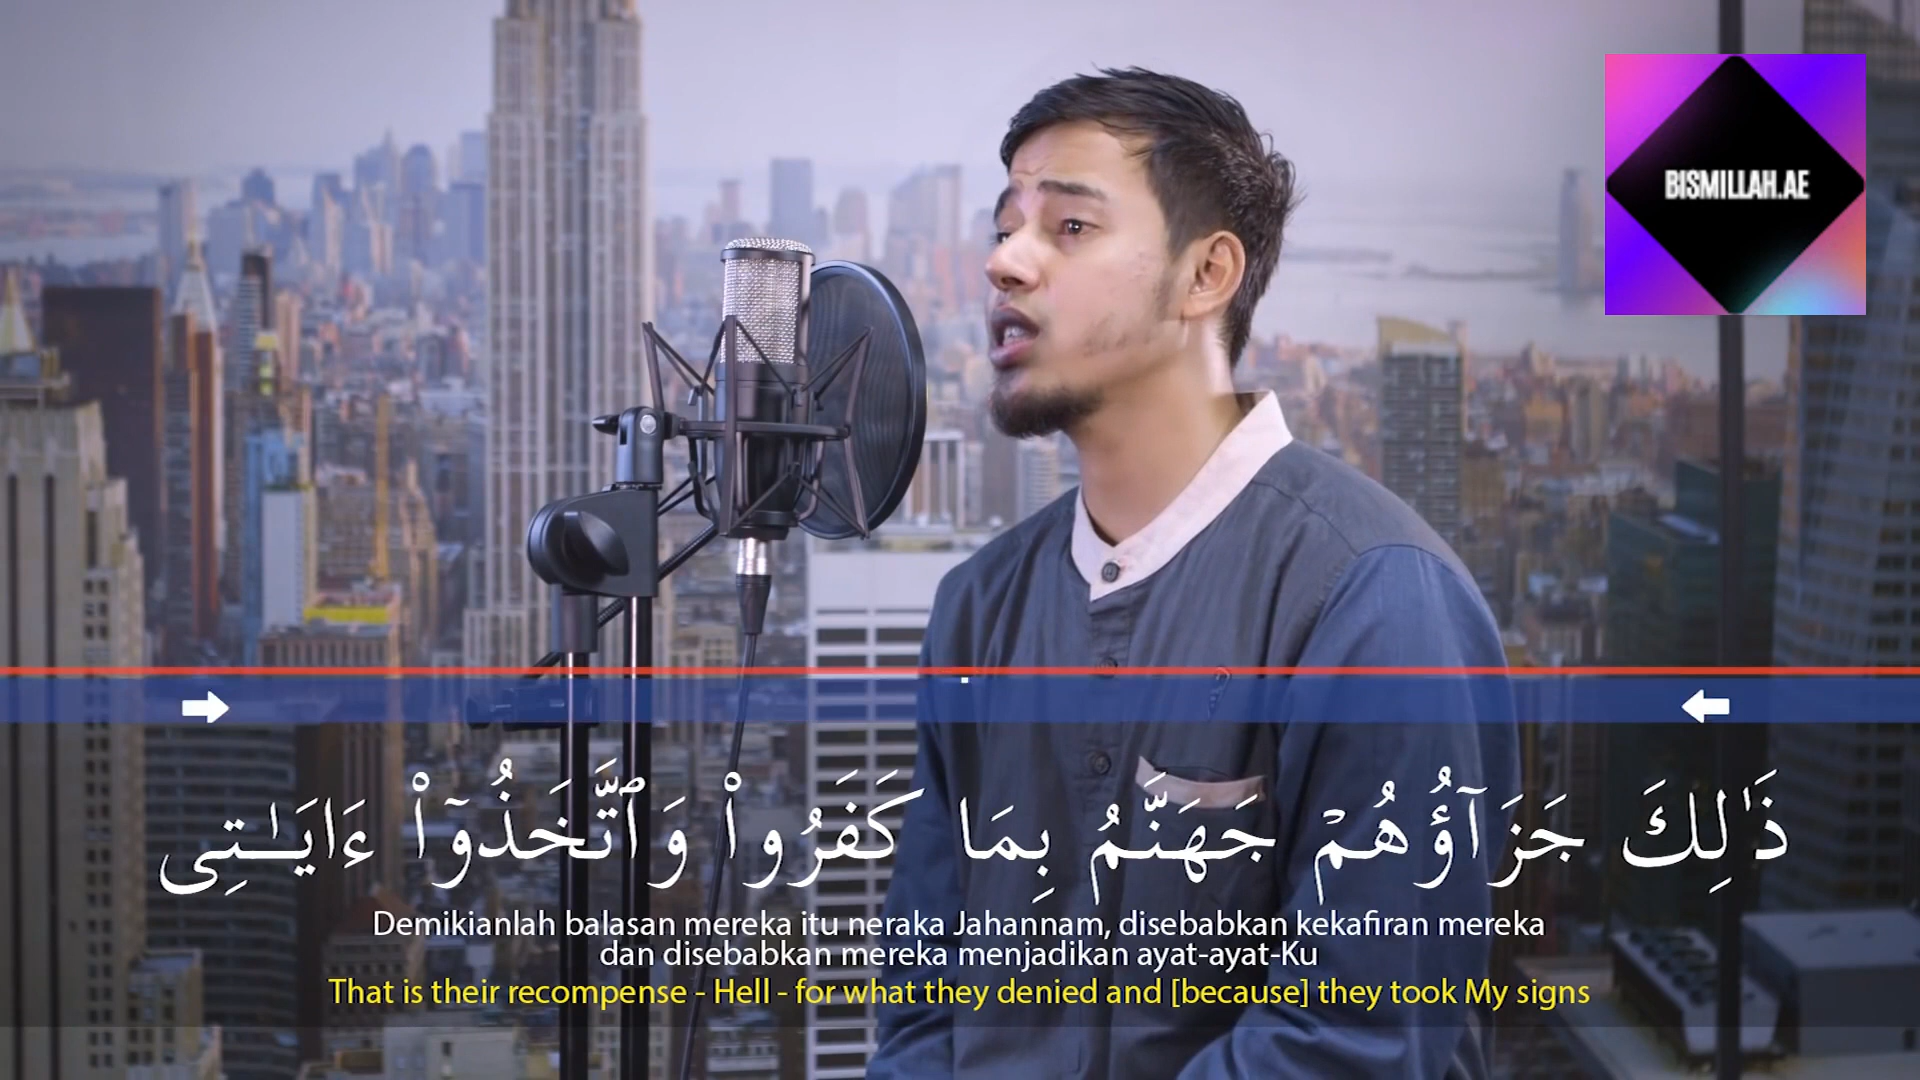 BISMILLAH.AE
ذَٰلِكَ جَزَآؤُهُمْ جَهَنَّمُ بِمَا كَفَرُوا۟ وَٱتَّخَذُوٓا۟ ءَايَـٰتِى
Demikianlah balasan mereka itu neraka Jahannam, disebabkan kekafiran mereka
dan disebabkan mereka menjadikan ayat-ayat-Ku
That is their recompense - Hell - for what they denied and [because] they took My signs